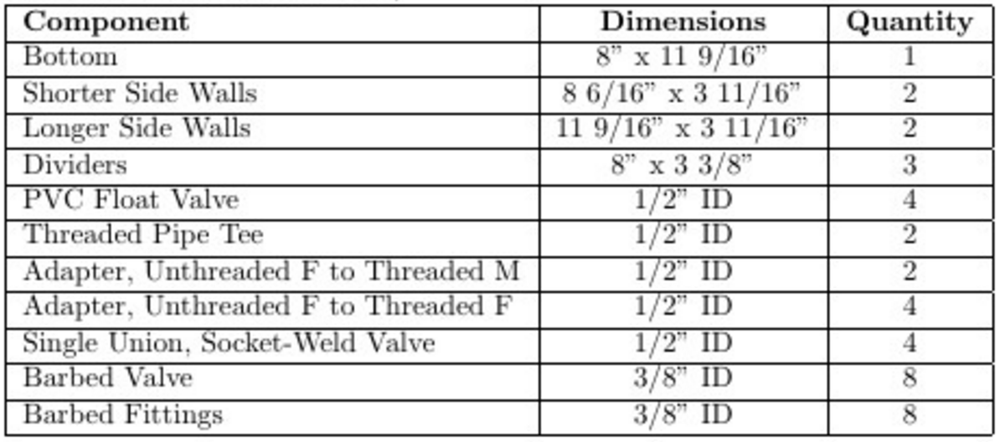 Component Dimensions Quantity
Bottom 8” x 11 9/16” 1
Shorter Side Walls 8 6/16” x 3 11/16” 2
Longer Side Walls 11 9/16” x 3 11/16” 2
Dividers 8” x 3 3/8” 3
PVC Float Valve 1/2” ID 4
Threaded Pipe Tee 1/2” ID 2
Adapter, Unthreaded F to Threaded M 1/2” ID 2
Adapter, Unthreaded F to Threaded F 1/2” ID 4
Single Union, Socket-Weld Valve 1/2” ID 4
Barbed Valve 3/8” ID 8
Barbed Fittings 3/8” ID 8